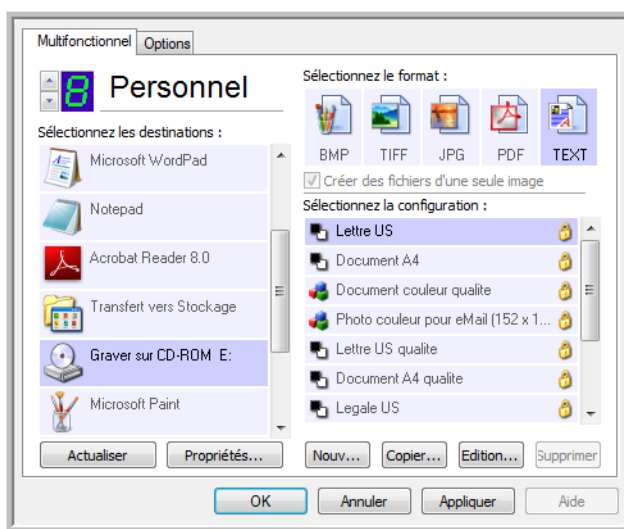 Multifonctionnel
Options
8
Personnel
Sélectionnez les destinations :
Microsoft WordPad
Notepad
Acrobat Reader 8.0
Transfert vers Stockage
Graver sur CD-ROM E:
Microsoft Paint
Actualiser
Propriétés...
Sélectionnez le format :
BMP
TIFF
JPG
PDF
TEXT
Créer des fichiers d'une seule image
Sélectionnez la configuration :
Lettre US
Document A4
Document couleur qualite
Photo couleur pour eMail (152 x 1...
Lettre US qualite
Document A4 qualite
Legale US
Nouv...
Copier...
Edition...
Supprimer
OK
Annuler
Appliquer
Aide